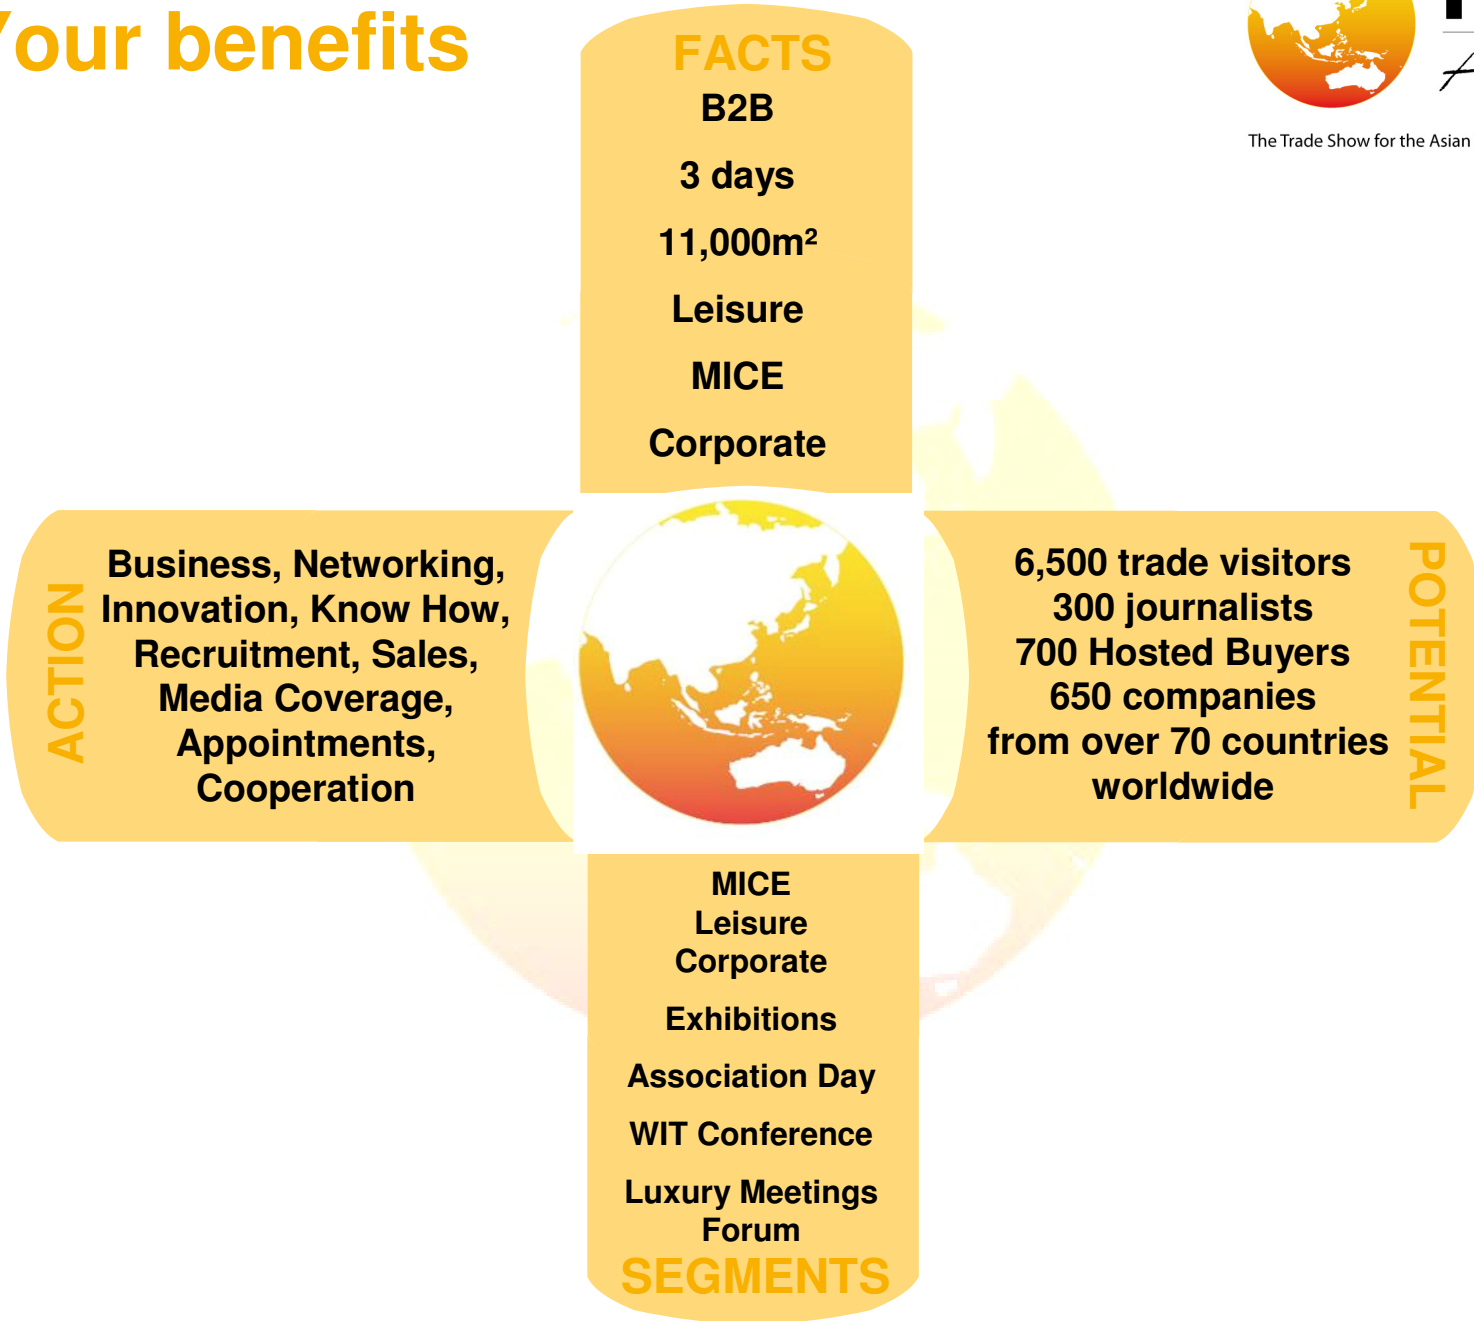 Your benefits
The Trade Show for the Asian
FACTS
B2B
3 days
11,000m²
Leisure
MICE
Corporate
ACTION
Business, Networking,
Innovation, Know How,
Recruitment, Sales,
Media Coverage,
Appointments,
Cooperation
6,500 trade visitors
300 journalists
700 Hosted Buyers
650 companies
from over 70 countries
worldwide
POTENTIAL
MICE
Leisure
Corporate
Exhibitions
Association Day
WIT Conference
Luxury Meetings
Forum
SEGMENTS